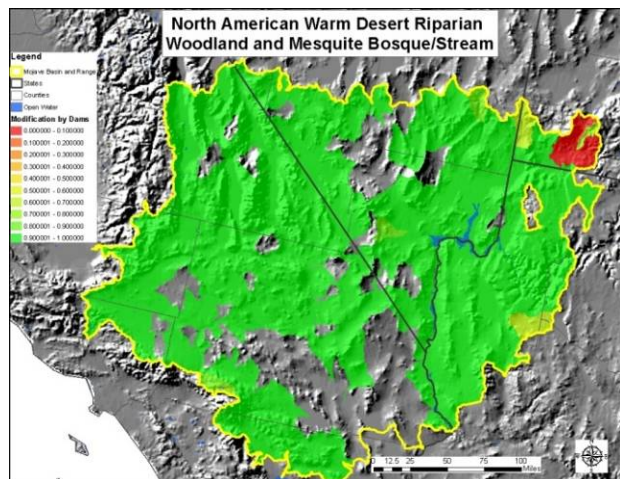 North American Warm Desert Riparian
Woodland and Mesquite Bosque/Stream
Legend
Mojave Basin and Range
States
Counties
Open Water
Modification by Dams
0.000000 - 0.100000
0.100001 - 0.200000
0.200001 - 0.300000
0.300001 - 0.400000
0.400001 - 0.500000
0.500001 - 0.600000
0.600001 - 0.700000
0.700001 - 0.800000
0.800001 - 0.900000
0.900001 - 1.000000
0 12.5 25 50 75 100
Miles